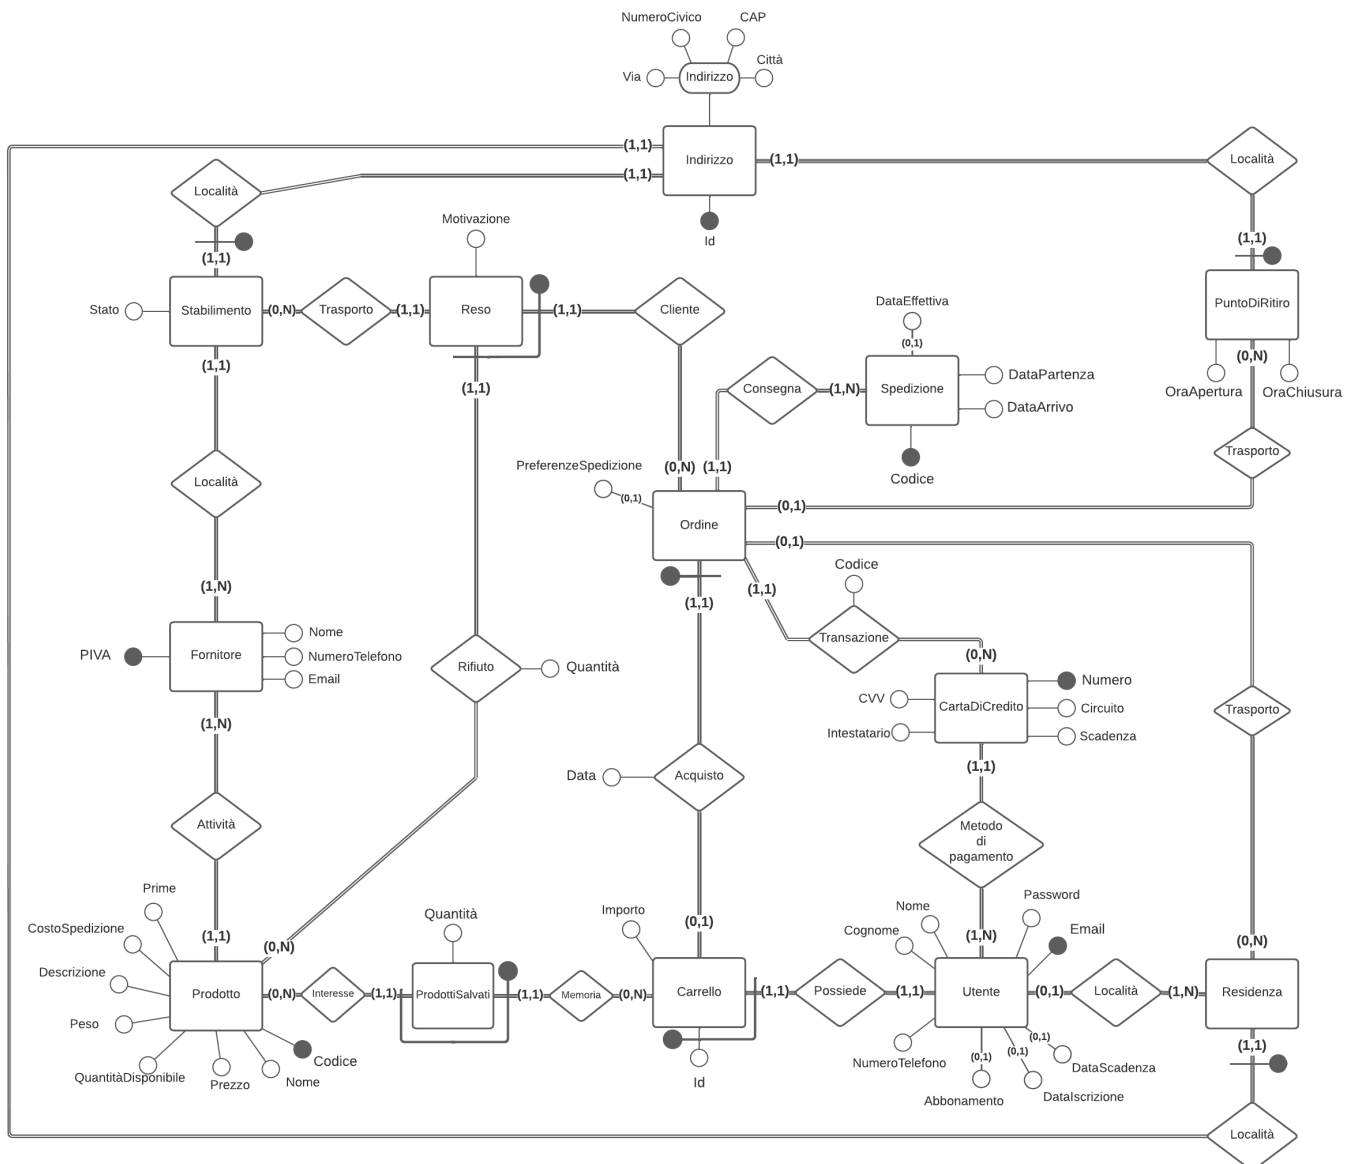 NumeroCivico
CAP
Via
Indirizzo
Città
(1,1)
Indirizzo
(1,1)
Località
Località
(1,1)
Id
Motivazione
(1,1)
(1,1)
Stato
Stabilimento
(0,N)
Trasporto
(1,1)
Reso
(1,1)
Cliente
DataEffettiva
(0,1)
PuntoDiRitiro
(1,1)
(1,1)
Consegna
(1,N)
Spedizione
DataPartenza
DataArrivo
(0,N)
OraApertura
OraChiusura
Codice
PreferenzeSpedizione
(0,1)
(0,N)
(1,1)
Trasporto
Località
Ordine
(0,1)
(0,1)
(1,N)
(1,1)
(1,1)
Codice
Transazione
(0,N)
PIVA
Fornitore
Nome
NumeroTelefono
Email
Rifiuto
Quantità
CVV
Intestatario
CartaDiCredito
Numero
Circuito
Scadenza
Trasporto
(1,N)
(1,1)
Data
Acquisto
Attività
Metodo
di
pagamento
Prime
CostoSpedizione
Descrizione
Peso
QuantitàDisponibile
Prezzo
Nome
Codice
(1,1)
(0,N)
Prodotto
(0,N)
Interesse
(1,1)
Quantità
ProdottiSalvati
(1,1)
Memoria
(0,N)
Importo
(0,1)
Carrello
Id
(1,1)
Possiede
(1,1)
Nome
Cognome
(1,N)
Password
Email
Utente
NumeroTelefono
(0,1)
Abbonamento
(0,1)
DataIscrizione
(0,1)
DataScadenza
(0,1)
Località
(1,N)
(0,N)
Residenza
(1,1)
Località